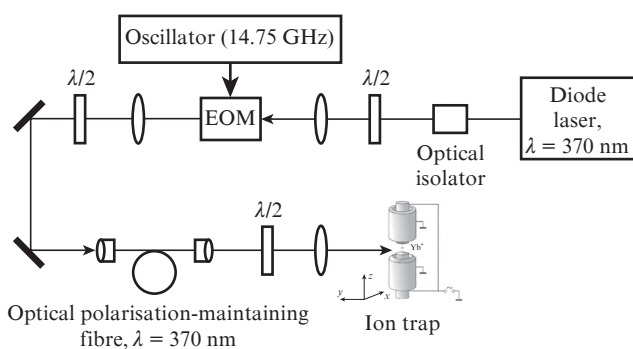 Oscillator (14.75 GHz)
λ/2
EOM
λ/2
Optical
isolator
Diode
laser,
λ = 370 nm
λ/2
Yb⁺
z
y
x
Optical polarisation-maintaining
fibre, λ = 370 nm
Ion trap